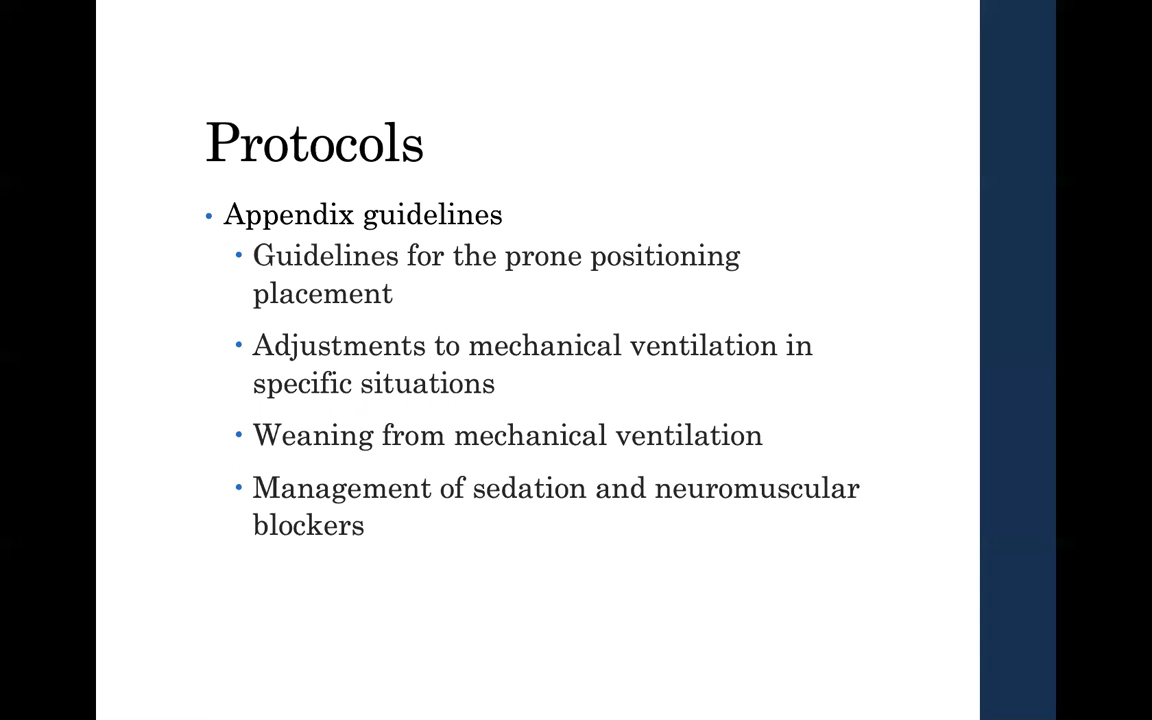 Protocols
• Appendix guidelines
• Guidelines for the prone positioning
placement
• Adjustments to mechanical ventilation in
specific situations
• Weaning from mechanical ventilation
• Management of sedation and neuromuscular
blockers